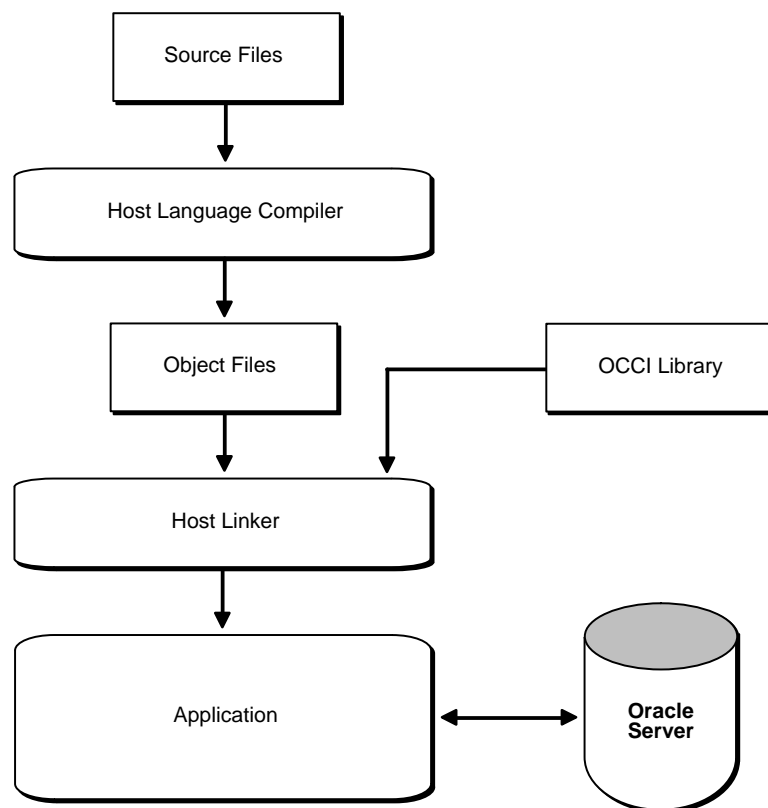 Source Files
Host Language Compiler
Object Files
OCCI Library
Host Linker
Application
Oracle
Server